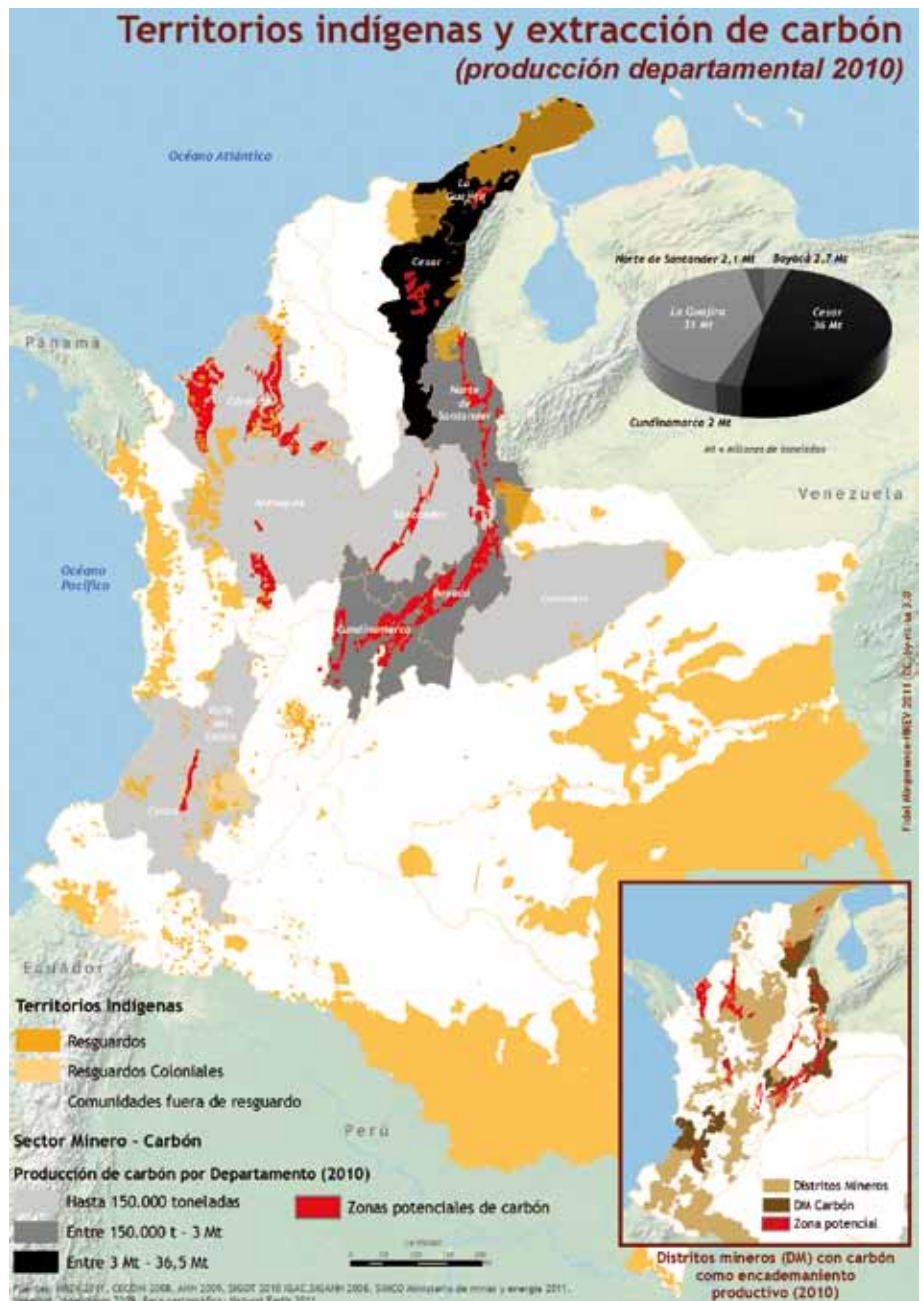 Territorios indígenas y extracción de carbón
(producción departamental 2010)
Océano Atlántico
La
Guajira
Cesar
Norte de Santander 2,1 Mt
Boyacá 2,7 Mt
La Guajira
31 Mt
Cesar
36 Mt
Cundinamarca 2 Mt
Mt = Millones de toneladas
Panamá
Córdoba
Norte
de
Santander
Venezuela
Antioquia
Santander
Océano
Pacífico
Boyacá
Casanare
Cundinamarca
Valle
del
Cauca
Cauca
Ecuador
Perú
Territorios Indígenas
Resguardos
Resguardos Coloniales
Comunidades fuera de resguardo
Sector Minero - Carbón
Producción de carbón por Departamento (2010)
Hasta 150.000 toneladas
Entre 150.000 t - 3 Mt
Entre 3 Mt - 36,5 Mt
Zonas potenciales de carbón
Distritos Mineros
DM Carbón
Zona potencial
Distritos mineros (DM) con carbón
como encadenamiento
productivo (2010)